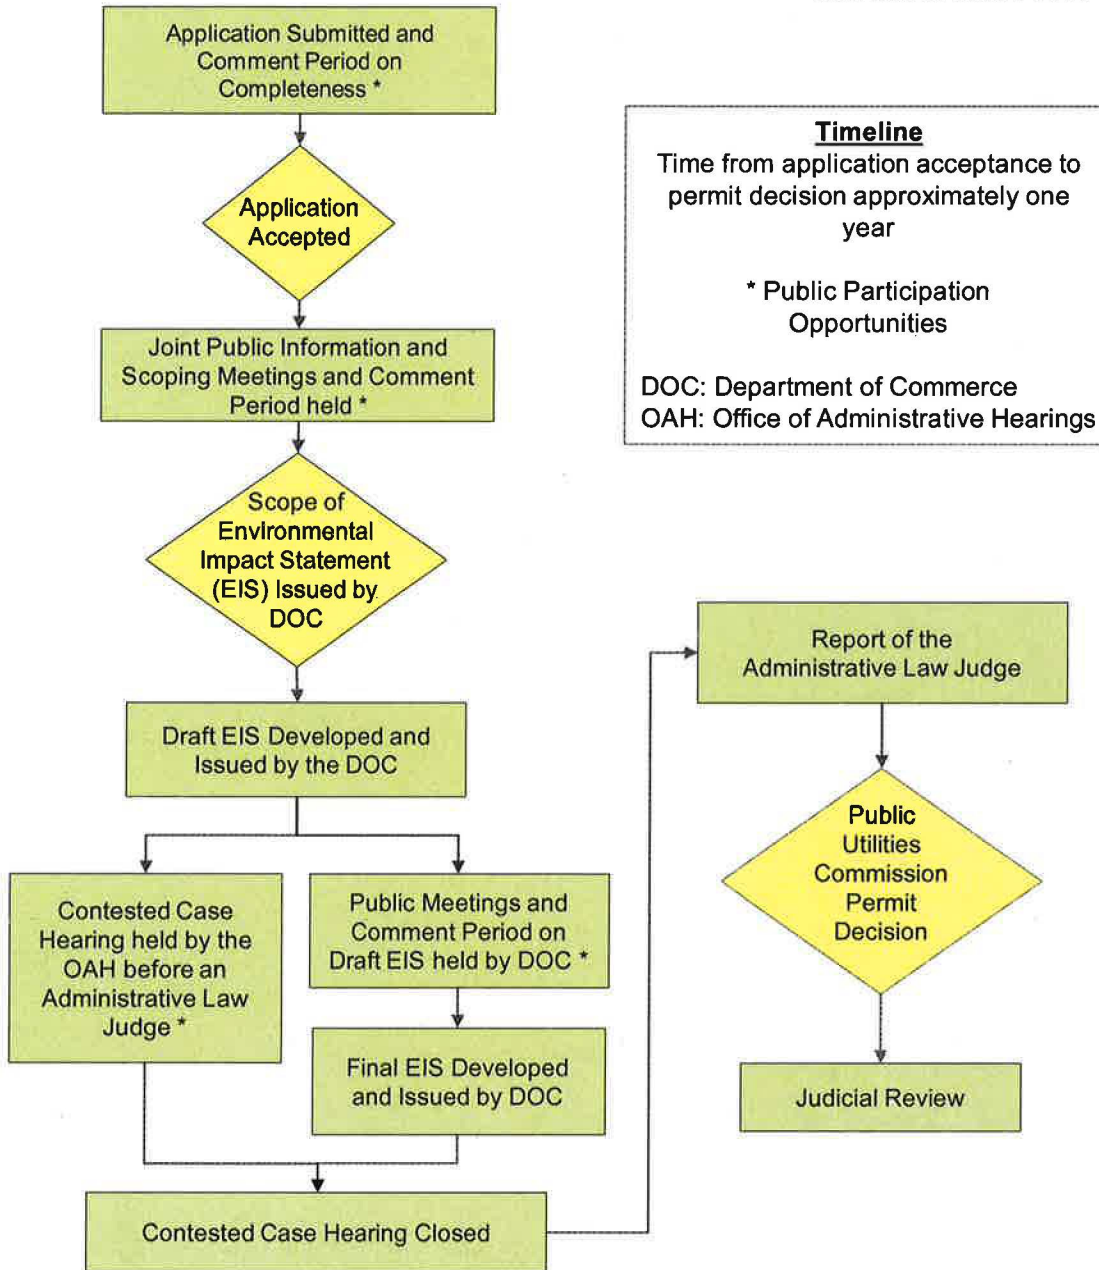 Application Submitted and
Comment Period on
Completeness *
Application
Accepted
Joint Public Information and
Scoping Meetings and Comment
Period held *
Scope of
Environmental
Impact Statement
(EIS) Issued by
DOC
Draft EIS Developed and
Issued by the DOC
Contested Case
Hearing held by the
OAH before an
Administrative Law
Judge *
Public Meetings and
Comment Period on
Draft EIS held by DOC *
Final EIS Developed
and Issued by DOC
Contested Case Hearing Closed
Timeline
Time from application acceptance to
permit decision approximately one
year
* Public Participation
Opportunities
DOC: Department of Commerce
OAH: Office of Administrative Hearings
Report of the
Administrative Law Judge
Public
Utilities
Commission
Permit
Decision
Judicial Review